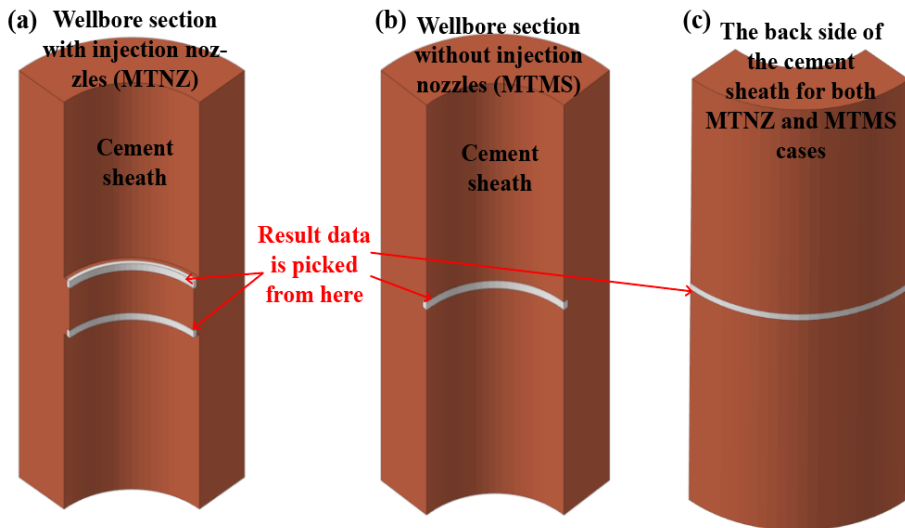 (a)
Wellbore section
with injection noz-
zles (MTNZ)
Cement
sheath
(b)
Wellbore section
without injection
nozzles (MTMS)
Cement
sheath
Result data
is picked
from here
(c)
The back side of
the cement
sheath for both
MTNZ and MTMS
cases